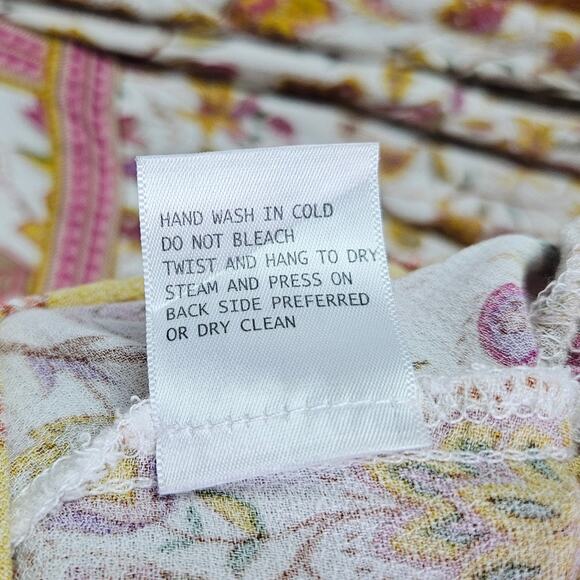 HAND WASH IN COLD
DO NOT BLEACH
TWIST AND HANG TO DRY
STEAM AND PRESS ON
BACK SIDE PREFERRED
OR DRY CLEAN